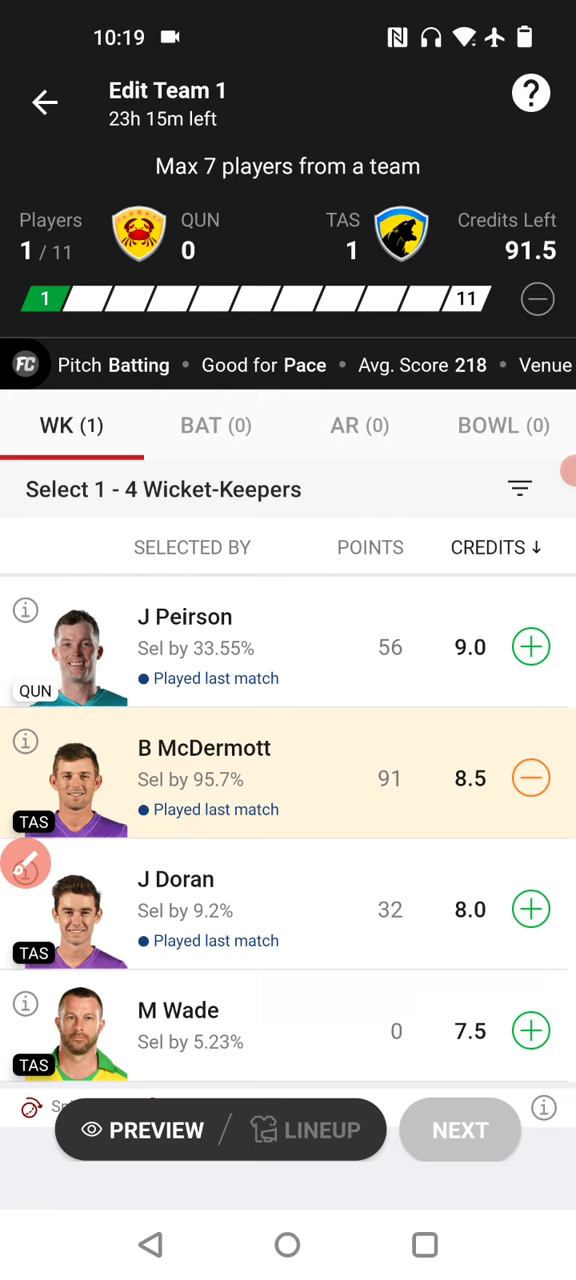 10:19
Edit Team 1
23h 15m left
?
Max 7 players from a team
Players QUN TAS Credits Left
1 / 11 0 1 91.5
1 11
FC Pitch Batting • Good for Pace • Avg. Score 218 • Venue
WK (1) BAT (0) AR (0) BOWL (0)
Select 1 - 4 Wicket-Keepers
SELECTED BY POINTS CREDITS ↓
J Peirson
Sel by 33.55% 56 9.0
Played last match
QUN
B McDermott
Sel by 95.7% 91 8.5
Played last match
TAS
J Doran
Sel by 9.2% 32 8.0
Played last match
TAS
M Wade
Sel by 5.23% 0 7.5
TAS
PREVIEW / LINEUP NEXT